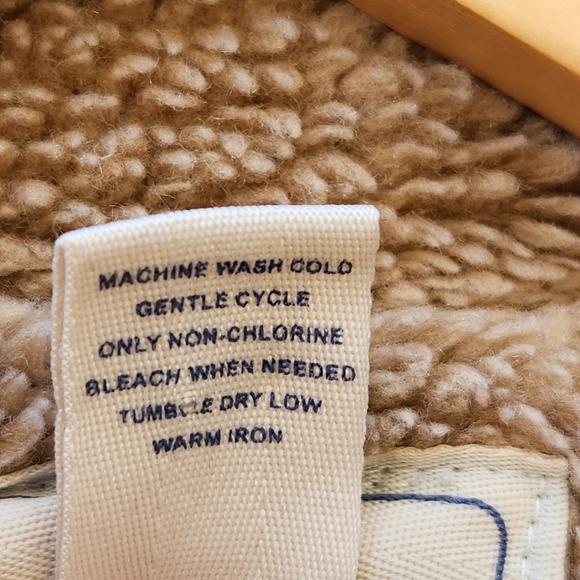 MACHINE WASH COLD
GENTLE CYCLE
ONLY NON-CHLORINE
BLEACH WHEN NEEDED
TUMBLE DRY LOW
WARM IRON